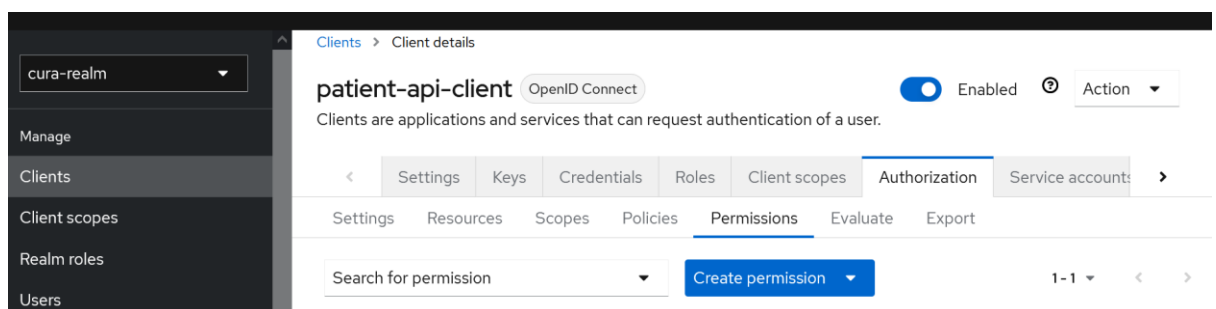 cura-realm
Manage
Clients
Client scopes
Realm roles
Users
Clients > Client details
patient-api-client OpenID Connect
Enabled
Action
Clients are applications and services that can request authentication of a user.
Settings Keys Credentials Roles Client scopes Authorization Service accounts
Settings Resources Scopes Policies Permissions Evaluate Export
Search for permission Create permission 1-1